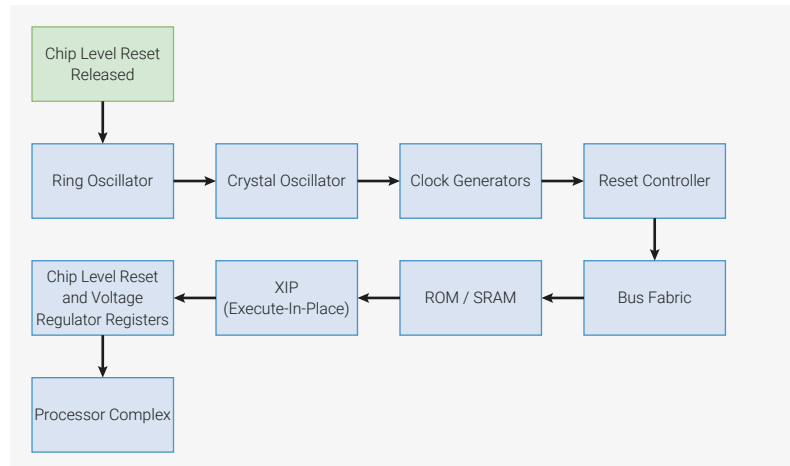 Chip Level Reset
Released
Ring Oscillator
Crystal Oscillator
Clock Generators
Reset Controller
Bus Fabric
ROM / SRAM
XIP
(Execute-In-Place)
Chip Level Reset
and Voltage
Regulator Registers
Processor Complex